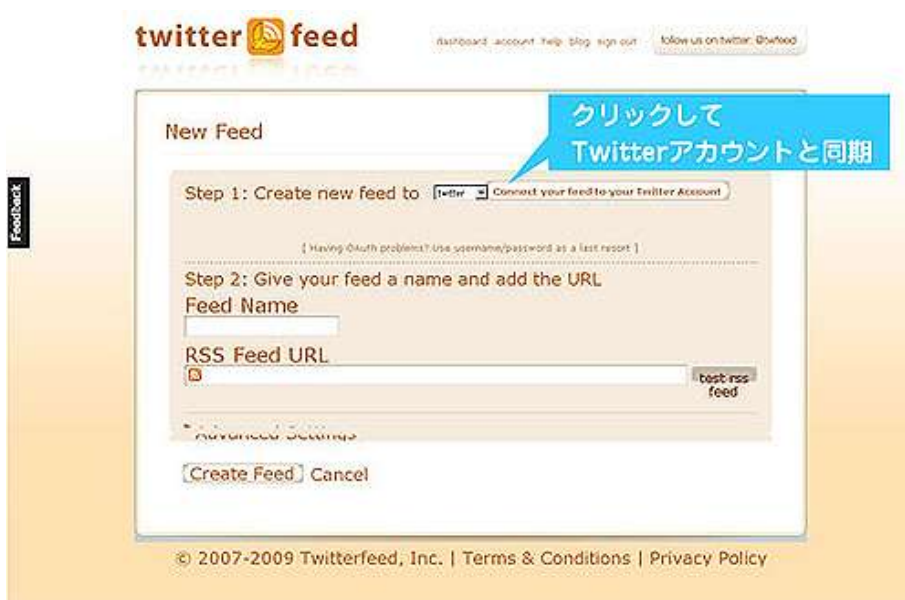 twitter feed
dashboard account help blog sign out
follow us on twitter: @twfeed
クリックして
Twitterアカウントと同期
New Feed
Feedback
Step 1: Create new feed to twitter Connect your feed to your Twitter Account
[ Having OAuth problems? Use username/password as a last resort ]
Step 2: Give your feed a name and add the URL
Feed Name
RSS Feed URL
test rss
feed
Advanced Settings
Create Feed Cancel
© 2007-2009 Twitterfeed, Inc. | Terms & Conditions | Privacy Policy